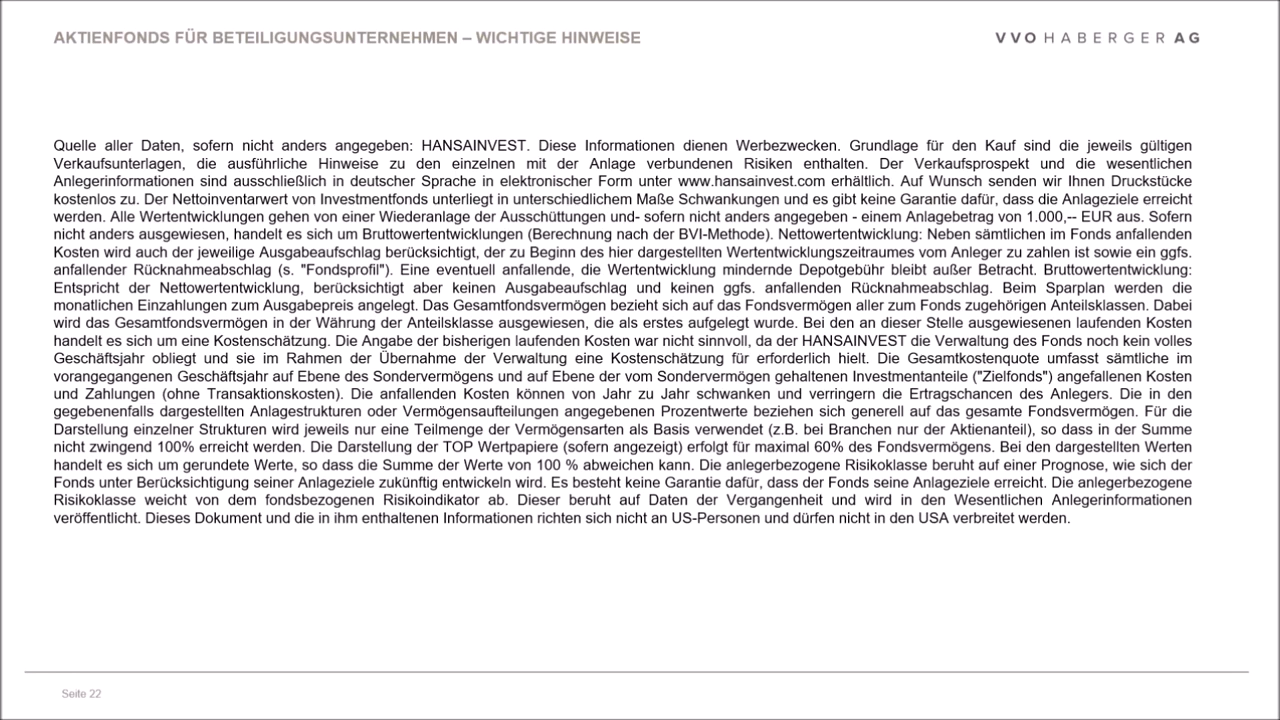 AKTIENFONDS FÜR BETEILIGUNGSUNTERNEHMEN – WICHTIGE HINWEISE
VVO HABERGER AG
Quelle aller Daten, sofern nicht anders angegeben: HANSAINVEST. Diese Informationen dienen Werbezwecken. Grundlage für den Kauf sind die jeweils gültigen
Verkaufsunterlagen, die ausführliche Hinweise zu den einzelnen mit der Anlage verbundenen Risiken enthalten. Der Verkaufsprospekt und die wesentlichen
Anlegerinformationen sind ausschließlich in deutscher Sprache in elektronischer Form unter www.hansainvest.com erhältlich. Auf Wunsch senden wir Ihnen Druckstücke
kostenlos zu. Der Nettoinventarwert von Investmentfonds unterliegt in unterschiedlichem Maße Schwankungen und es gibt keine Garantie dafür, dass die Anlageziele erreicht
werden. Alle Wertentwicklungen gehen von einer Wiederanlage der Ausschüttungen und- sofern nicht anders angegeben - einem Anlagebetrag von 1.000,-- EUR aus. Sofern
nicht anders ausgewiesen, handelt es sich um Bruttowertentwicklungen (Berechnung nach der BVI-Methode). Nettowertentwicklung: Neben sämtlichen im Fonds anfallenden
Kosten wird auch der jeweilige Ausgabeaufschlag berücksichtigt, der zu Beginn des hier dargestellten Wertentwicklungszeitraumes vom Anleger zu zahlen ist sowie ein ggfs.
anfallender Rücknahmeabschlag (s. "Fondsprofil"). Eine eventuell anfallende, die Wertentwicklung mindernde Depotgebühr bleibt außer Betracht. Bruttowertentwicklung:
Entspricht der Nettowertentwicklung, berücksichtigt aber keinen Ausgabeaufschlag und keinen ggfs. anfallenden Rücknahmeabschlag. Beim Sparplan werden die
monatlichen Einzahlungen zum Ausgabepreis angelegt. Das Gesamtfondsvermögen bezieht sich auf das Fondsvermögen aller zum Fonds zugehörigen Anteilsklassen. Dabei
wird das Gesamtfondsvermögen in der Währung der Anteilsklasse ausgewiesen, die als erstes aufgelegt wurde. Bei den an dieser Stelle ausgewiesenen laufenden Kosten
handelt es sich um eine Kostenschätzung. Die Angabe der bisherigen laufenden Kosten war nicht sinnvoll, da der HANSAINVEST die Verwaltung des Fonds noch kein volles
Geschäftsjahr obliegt und sie im Rahmen der Übernahme der Verwaltung eine Kostenschätzung für erforderlich hielt. Die Gesamtkostenquote umfasst sämtliche im
vorangegangenen Geschäftsjahr auf Ebene des Sondervermögens und auf Ebene der vom Sondervermögen gehaltenen Investmentanteile ("Zielfonds") angefallenen Kosten
und Zahlungen (ohne Transaktionskosten). Die anfallenden Kosten können von Jahr zu Jahr schwanken und verringern die Ertragschancen des Anlegers. Die in den
gegebenenfalls dargestellten Anlagestrukturen oder Vermögensaufteilungen angegebenen Prozentwerte beziehen sich generell auf das gesamte Fondsvermögen. Für die
Darstellung einzelner Strukturen wird jeweils nur eine Teilmenge der Vermögensarten als Basis verwendet (z.B. bei Branchen nur der Aktienanteil), so dass in der Summe
nicht zwingend 100% erreicht werden. Die Darstellung der TOP Wertpapiere (sofern angezeigt) erfolgt für maximal 60% des Fondsvermögens. Bei den dargestellten Werten
handelt es sich um gerundete Werte, so dass die Summe der Werte von 100 % abweichen kann. Die anlegerbezogene Risikoklasse beruht auf einer Prognose, wie sich der
Fonds unter Berücksichtigung seiner Anlageziele zukünftig entwickeln wird. Es besteht keine Garantie dafür, dass der Fonds seine Anlageziele erreicht. Die anlegerbezogene
Risikoklasse weicht von dem fondsbezogenen Risikoindikator ab. Dieser beruht auf Daten der Vergangenheit und wird in den Wesentlichen Anlegerinformationen
veröffentlicht. Dieses Dokument und die in ihm enthaltenen Informationen richten sich nicht an US-Personen und dürfen nicht in den USA verbreitet werden.
Seite 22